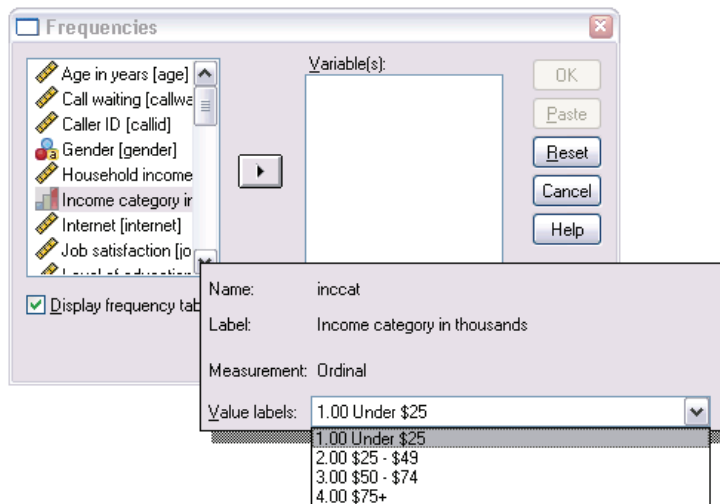 Frequencies
Variable(s):
Age in years [age]
Call waiting [callwa
Caller ID [callid]
Gender [gender]
Household income
Income category in
Internet [internet]
Job satisfaction [jo
Display frequency tab
OK
Paste
Reset
Cancel
Help
Name: inccat
Label: Income category in thousands
Measurement: Ordinal
Value labels: 1.00 Under $25
1.00 Under $25
2.00 $25 - $49
3.00 $50 - $74
4.00 $75+